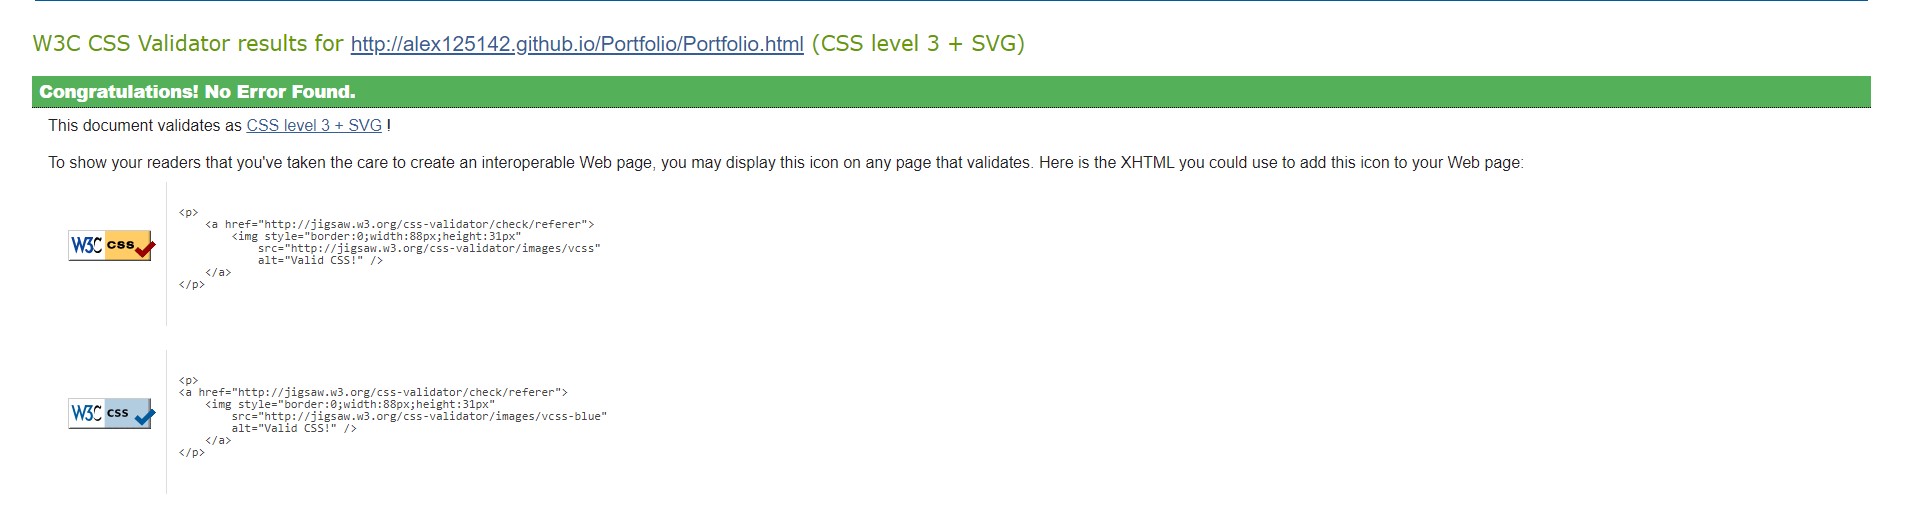 W3C CSS Validator results for http://alex125142.github.io/Portfolio/Portfolio.html (CSS level 3 + SVG)
Congratulations! No Error Found.
This document validates as CSS level 3 + SVG !
To show your readers that you've taken the care to create an interoperable Web page, you may display this icon on any page that validates. Here is the XHTML you could use to add this icon to your Web page:
W3C css
<p>
    <a href="http://jigsaw.w3.org/css-validator/check/referer">
        <img style="border:0;width:88px;height:31px"
            src="http://jigsaw.w3.org/css-validator/images/vcss"
            alt="Valid CSS!" />
    </a>
</p>
W3C css
<p>
<a href="http://jigsaw.w3.org/css-validator/check/referer">
    <img style="border:0;width:88px;height:31px"
        src="http://jigsaw.w3.org/css-validator/images/vcss-blue"
        alt="Valid CSS!" />
    </a>
</p>